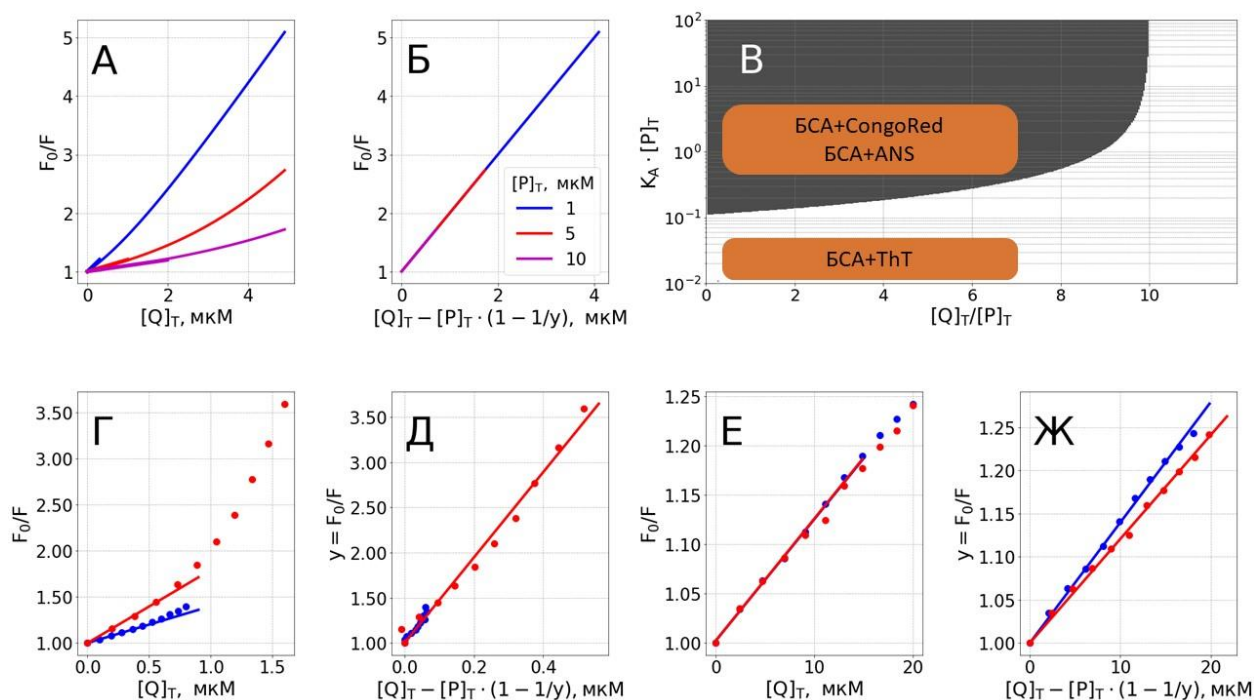 А
F₀/F
5
4
3
2
1
0
2
4
[Q]ᴛ, мкМ
Б
F₀/F
5
4
3
2
1
[P]ᴛ, мкМ
1
5
10
0
2
4
[Q]ᴛ − [P]ᴛ · (1 − 1/y), мкМ
В
Kᴀ · [P]ᴛ
10²
10¹
10⁰
10⁻¹
10⁻²
БСА+CongoRed
БСА+ANS
БСА+ThT
0
2
4
6
8
10
[Q]ᴛ/[P]ᴛ
Г
F₀/F
3.50
3.00
2.50
2.00
1.50
1.00
0.0
0.5
1.0
1.5
[Q]ᴛ, мкМ
Д
y = F₀/F
3.50
3.00
2.50
2.00
1.50
1.00
0.0
0.2
0.4
[Q]ᴛ − [P]ᴛ · (1 − 1/y), мкМ
Е
F₀/F
1.25
1.20
1.15
1.10
1.05
1.00
0
10
20
[Q]ᴛ, мкМ
Ж
y = F₀/F
1.25
1.20
1.15
1.10
1.05
1.00
0
10
20
[Q]ᴛ − [P]ᴛ · (1 − 1/y), мкМ